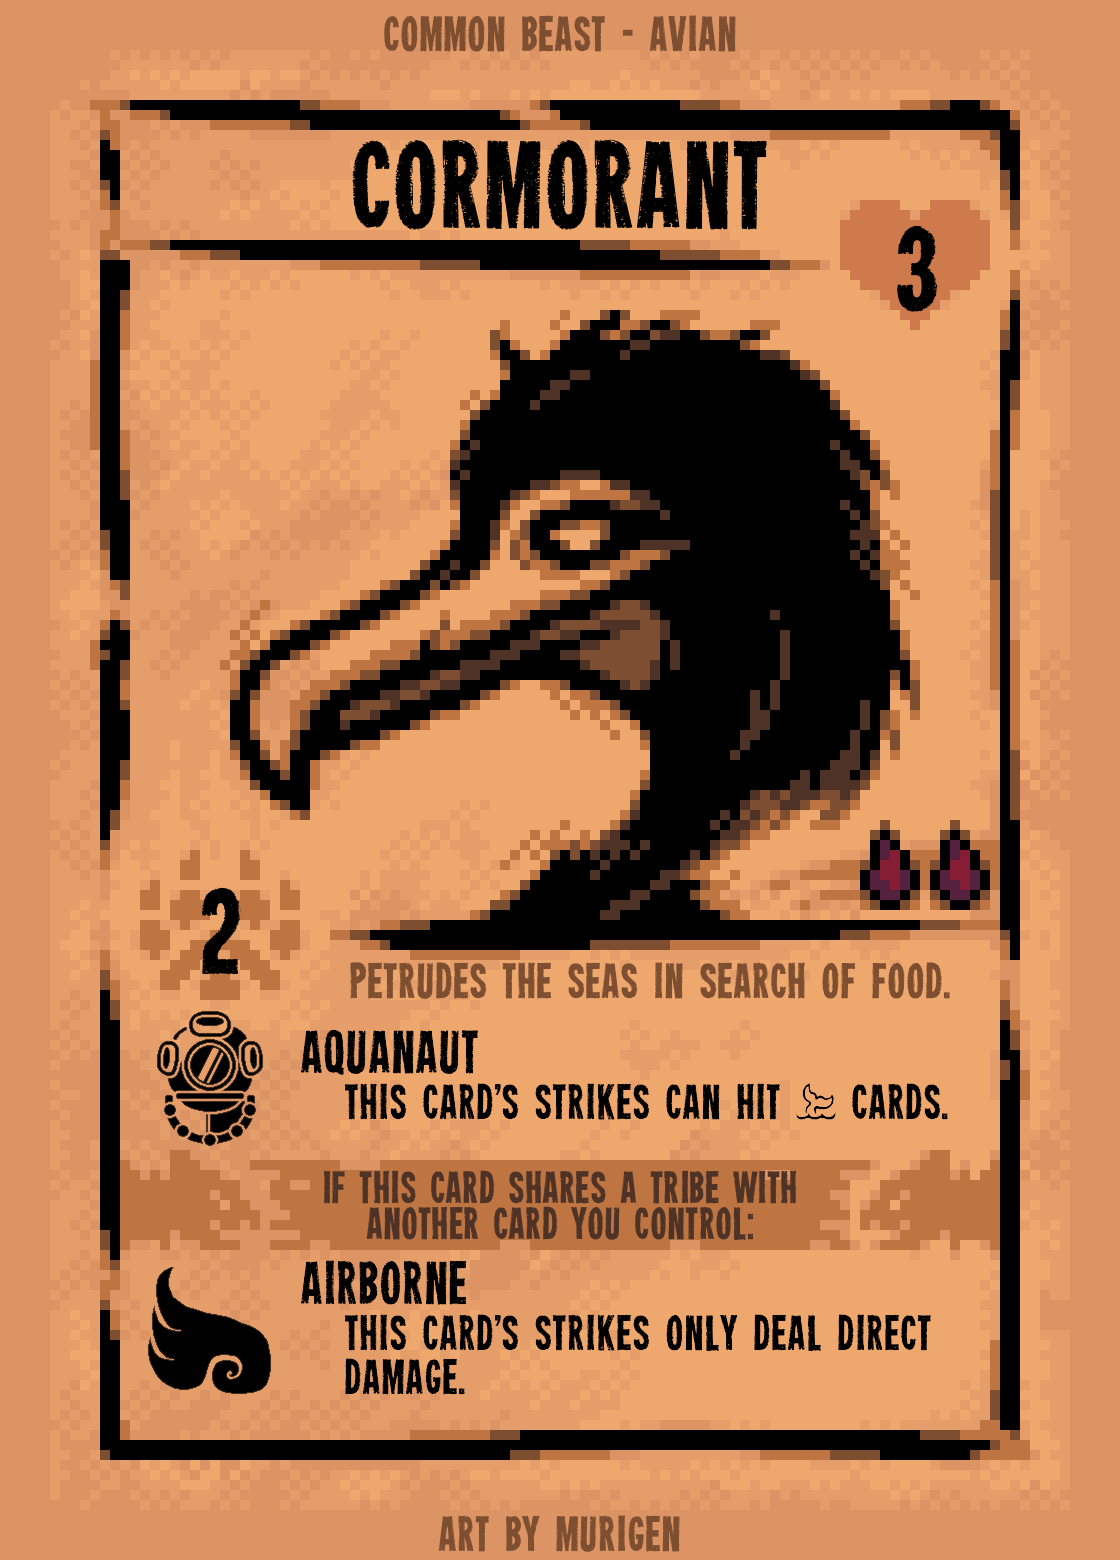 COMMON BEAST - AVIAN
CORMORANT
3
2
PETRUDES THE SEAS IN SEARCH OF FOOD.
AQUANAUT
THIS CARD'S STRIKES CAN HIT CARDS.
IF THIS CARD SHARES A TRIBE WITH
ANOTHER CARD YOU CONTROL:
AIRBORNE
THIS CARD'S STRIKES ONLY DEAL DIRECT
DAMAGE.
ART BY MURIGEN